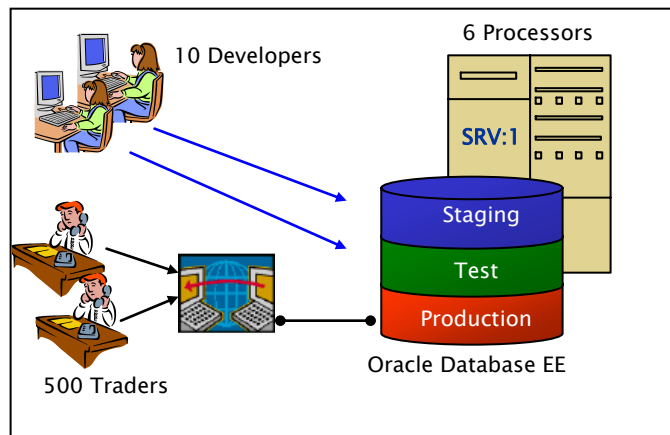 10 Developers
6 Processors
SRV:1
Staging
Test
Production
Oracle Database EE
500 Traders